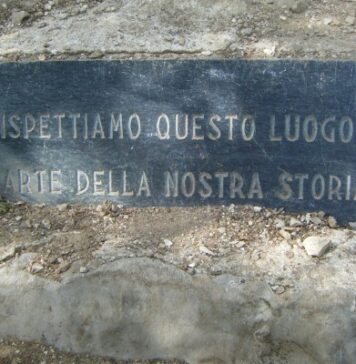 ISPETTIAMO QUESTO LUOGO
ARTE DELLA NOSTRA STORI